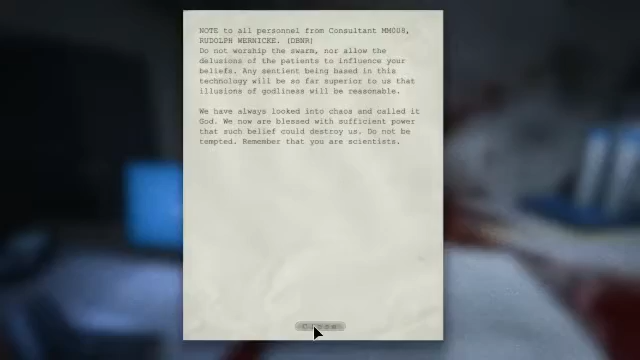 NOTE to all personnel from Consultant MM008,
RUDOLPH WERNICKE. (DBNR)
Do not worship the swarm, nor allow the
delusions of the patients to influence your
beliefs. Any sentient being based in this
technology will be so far superior to us that
illusions of godliness will be reasonable.
We have always looked into chaos and called it
God. We now are blessed with sufficient power
that such belief could destroy us. Do not be
tempted. Remember that you are scientists.